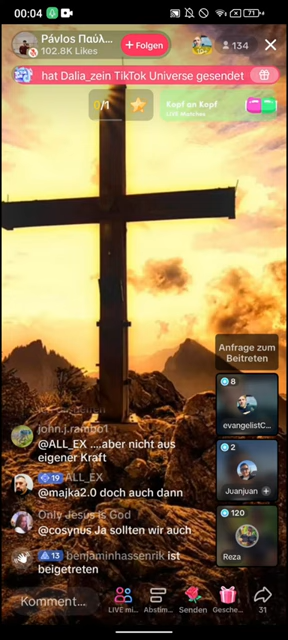 00:04
71
Pávlos Παύλ...
102.8K Likes
+ Folgen
134
hat Dalia_zein TikTok Universe gesendet
0/1
Kopf an Kopf
LIVE Matches
Anfrage zum
Beitreten
8
evangelistC...
john.j.rambo1
@ALL_EX ....aber nicht aus
eigener Kraft
2
Juanjuan +
19 ALL_EX
@majka2.0 doch auch dann
Only Jesus is God
@cosynus Ja sollten wir auch
120
Reza
13 benjaminhassenrik ist
beigetreten
Komment...
LIVE mi...
Abstim...
Senden
Gesche...
31